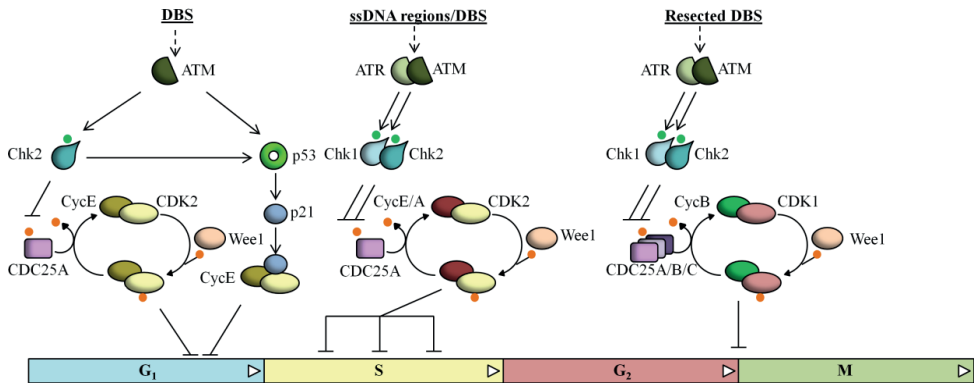 DBS
ssDNA regions/DBS
Resected DBS
ATM
ATR
ATM
ATR
ATM
Chk2
p53
Chk1
Chk2
Chk1
Chk2
CycE
CDK2
p21
CycE/A
CDK2
CycB
CDK1
Wee1
Wee1
Wee1
CDC25A
CycE
CDC25A
CDC25A/B/C
G1
S
G2
M